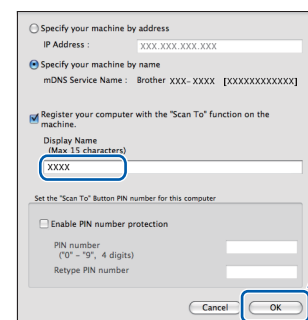 Specify your machine by address
IP Address : XXX.XXX.XXX.XXX
Specify your machine by name
mDNS Service Name : Brother XXX-XXXX [XXXXXXXXXXXX]
Register your computer with the "Scan To" function on the
machine.
Display Name
(Max 15 characters)
XXXX
Set the "Scan To" Button PIN number for this computer
Enable PIN number protection
PIN number
("0" - "9", 4 digits)
Retype PIN number
Cancel OK